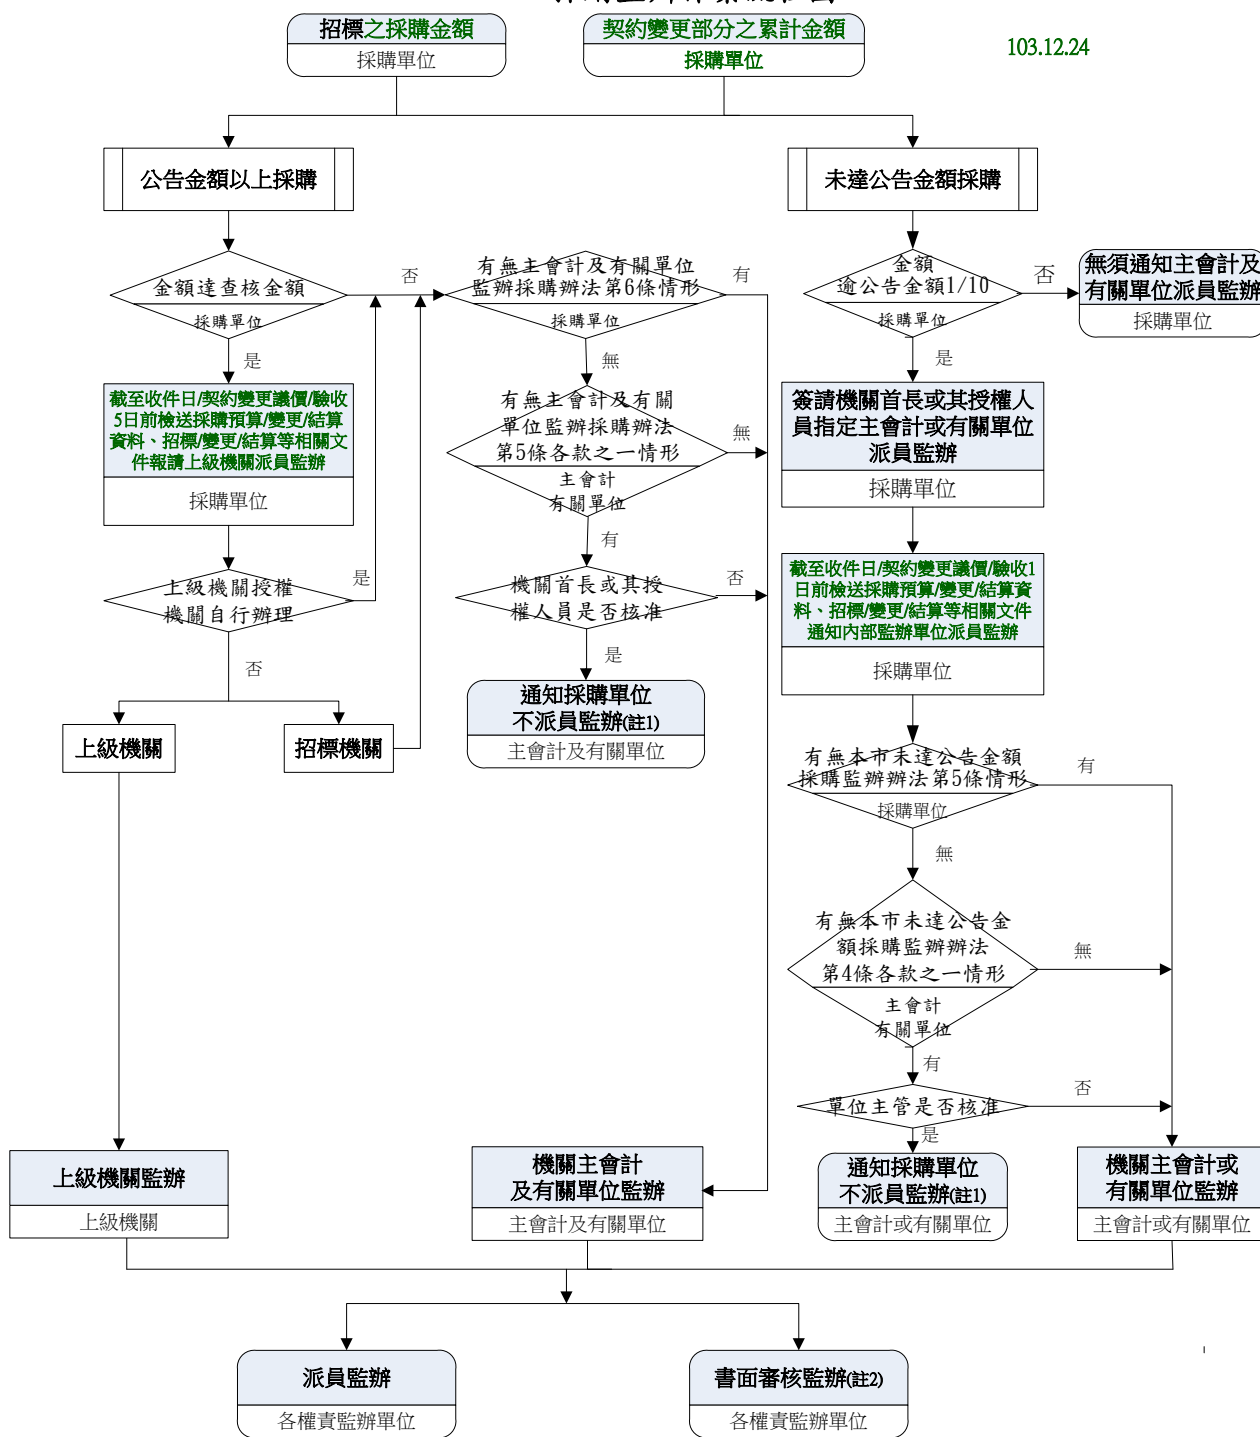 招標之採購金額
採購單位
契約變更部分之累計金額
採購單位
103.12.24
公告金額以上採購
未達公告金額採購
金額達查核金額
採購單位
否
是
有無主會計及有關單位
監辦採購辦法第6條情形
採購單位
有
無
金額
逾公告金額1/10
採購單位
否
是
無須通知主會計及
有關單位派員監辦
採購單位
截至收件日/契約變更議價/驗收
5日前檢送採購預算/變更/結算
資料、招標/變更/結算等相關文
件報請上級機關派員監辦
採購單位
有無主會計及有關
單位監辦採購辦法
第5條各款之一情形
主會計
有關單位
無
有
簽請機關首長或其授權人
員指定主會計或有關單位
派員監辦
採購單位
上級機關授權
機關自行辦理
是
否
機關首長或其授
權人員是否核准
否
是
截至收件日/契約變更議價/驗收1
日前檢送採購預算/變更/結算資
料、招標/變更/結算等相關文件
通知內部監辦單位派員監辦
採購單位
上級機關
招標機關
通知採購單位
不派員監辦(註1)
主會計及有關單位
有無本市未達公告金額
採購監辦辦法第5條情形
採購單位
有
無
有無本市未達公告金
額採購監辦辦法
第4條各款之一情形
主會計
有關單位
無
有
單位主管是否核准
否
是
上級機關監辦
上級機關
機關主會計
及有關單位監辦
主會計及有關單位
通知採購單位
不派員監辦(註1)
主會計或有關單位
機關主會計或
有關單位監辦
主會計或有關單位
派員監辦
各權責監辦單位
書面審核監辦(註2)
各權責監辦單位